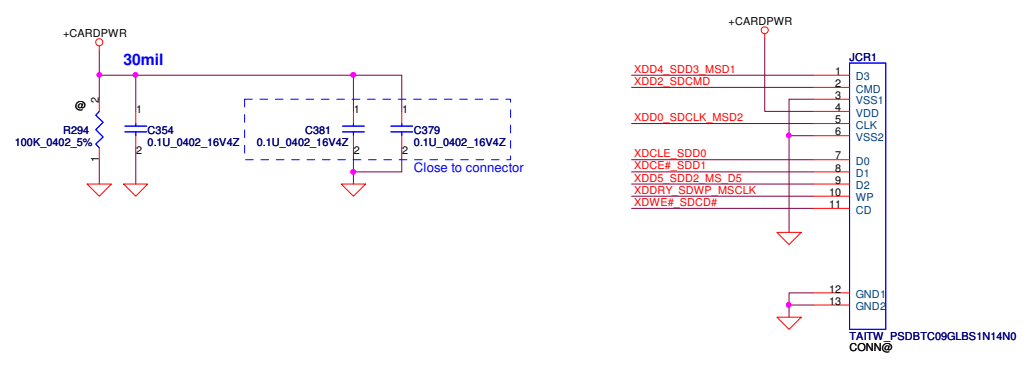 +CARDPWR
30mil
@
2
R294
100K_0402_5%
1
1
C354
0.1U_0402_16V4Z
2
1
C381
0.1U_0402_16V4Z
2
1
C379
0.1U_0402_16V4Z
2
Close to connector
+CARDPWR
JCR1
XDD4_SDD3_MSD1 1 D3
XDD2_SDCMD 2 CMD
3 VSS1
4 VDD
XDD0_SDCLK_MSD2 5 CLK
6 VSS2
XDCLE_SDD0 7 D0
XDCE#_SDD1 8 D1
XDD5_SDD2_MS_D5 9 D2
XDDRY_SDWP_MSCLK 10 WP
XDWE#_SDCD# 11 CD
12 GND1
13 GND2
TAITW_PSDBTC09GLBS1N14N0
CONN@